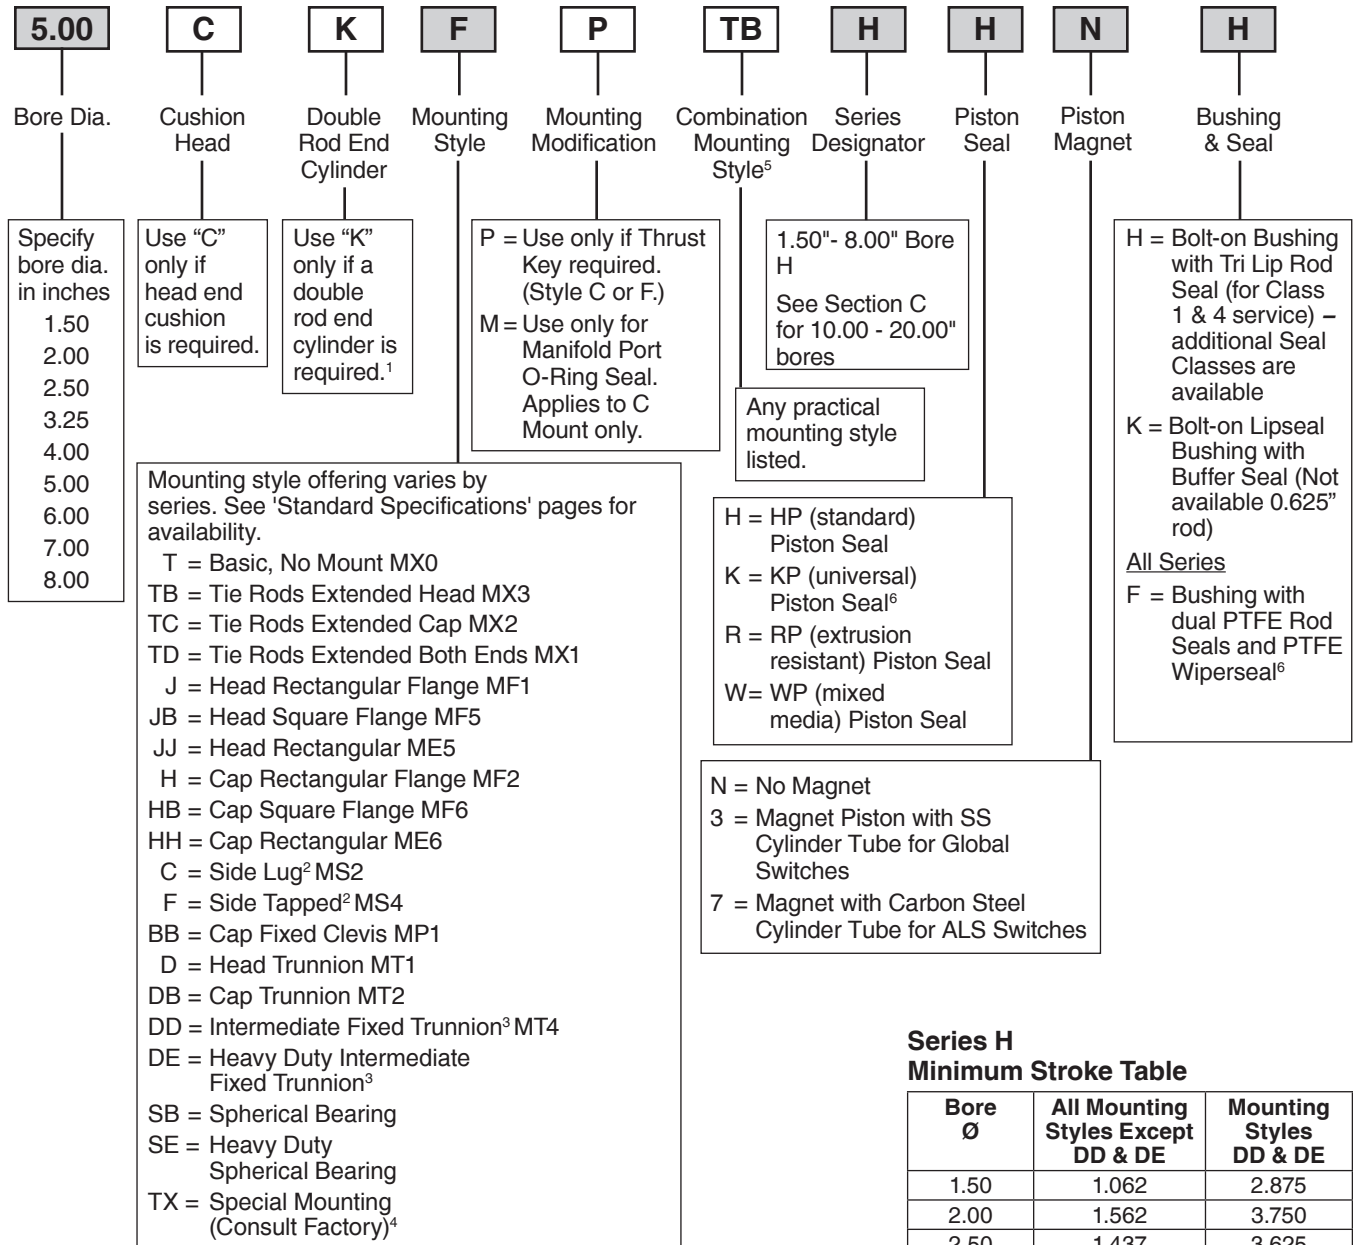 5.00 C K F P TB H H N H
Bore Dia.
Cushion
Head
Double
Rod End
Cylinder
Mounting
Style
Mounting
Modification
Combination
Mounting
Style5
Series
Designator
Piston
Seal
Piston
Magnet
Bushing
& Seal
Specify
bore dia.
in inches
1.50
2.00
2.50
3.25
4.00
5.00
6.00
7.00
8.00
Use “C”
only if
head end
cushion
is required.
Use “K”
only if a
double
rod end
cylinder is
required.1
P = Use only if Thrust
Key required.
(Style C or F.)
M = Use only for
Manifold Port
O-Ring Seal.
Applies to C
Mount only.
Any practical
mounting style
listed.
1.50"- 8.00" Bore
H
See Section C
for 10.00 - 20.00"
bores
H = Bolt-on Bushing
with Tri Lip Rod
Seal (for Class
1 & 4 service) –
additional Seal
Classes are
available
K = Bolt-on Lipseal
Bushing with
Buffer Seal (Not
available 0.625”
rod)
All Series
F = Bushing with
dual PTFE Rod
Seals and PTFE
Wiperseal6
Mounting style offering varies by
series. See 'Standard Specifications' pages for
availability.
T = Basic, No Mount MX0
TB = Tie Rods Extended Head MX3
TC = Tie Rods Extended Cap MX2
TD = Tie Rods Extended Both Ends MX1
J = Head Rectangular Flange MF1
JB = Head Square Flange MF5
JJ = Head Rectangular ME5
H = Cap Rectangular Flange MF2
HB = Cap Square Flange MF6
HH = Cap Rectangular ME6
C = Side Lug2 MS2
F = Side Tapped2 MS4
BB = Cap Fixed Clevis MP1
D = Head Trunnion MT1
DB = Cap Trunnion MT2
DD = Intermediate Fixed Trunnion3 MT4
DE = Heavy Duty Intermediate
Fixed Trunnion3
SB = Spherical Bearing
SE = Heavy Duty
Spherical Bearing
TX = Special Mounting
(Consult Factory)4
H = HP (standard)
Piston Seal
K = KP (universal)
Piston Seal6
R = RP (extrusion
resistant) Piston Seal
W= WP (mixed
media) Piston Seal
N = No Magnet
3 = Magnet Piston with SS
Cylinder Tube for Global
Switches
7 = Magnet with Carbon Steel
Cylinder Tube for ALS Switches
Series H
Minimum Stroke Table
Bore
Ø
All Mounting
Styles Except
DD & DE
Mounting
Styles
DD & DE
1.50 1.062 2.875
2.00 1.562 3.750
2.50 1.437 3.625